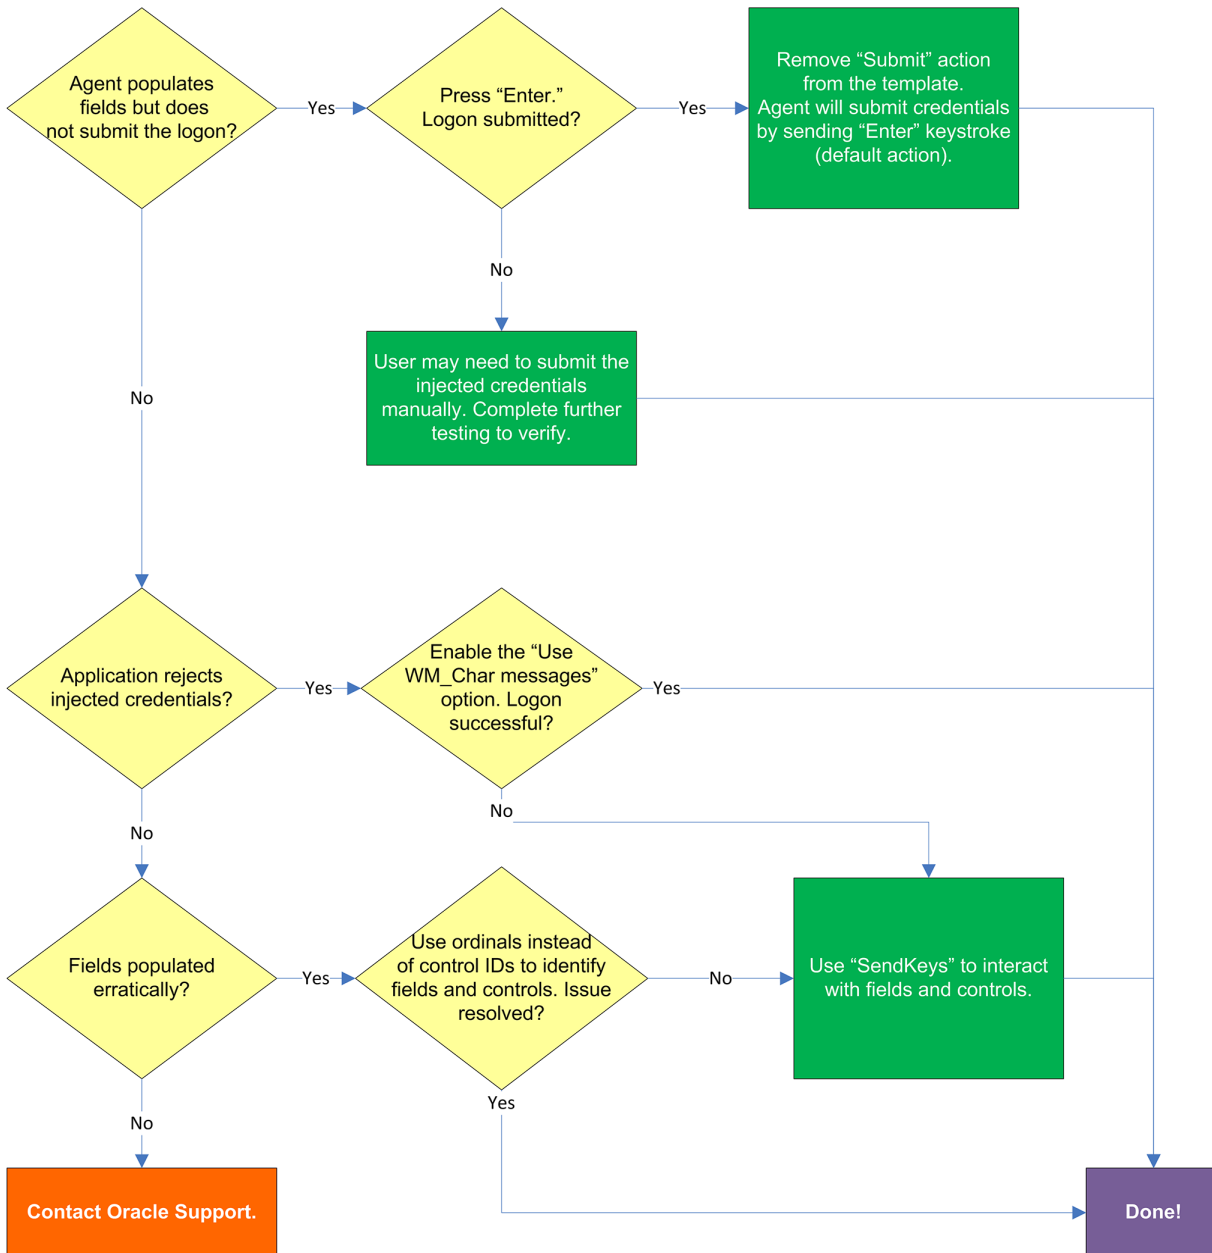 Agent populates
fields but does
not submit the logon?
Yes
Press “Enter.”
Logon submitted?
Yes
Remove “Submit” action
from the template.
Agent will submit credentials
by sending “Enter” keystroke
(default action).
No
User may need to submit the
injected credentials
manually. Complete further
testing to verify.
No
Application rejects
injected credentials?
Yes
Enable the “Use
WM_Char messages”
option. Logon
successful?
Yes
No
No
Fields populated
erratically?
Yes
Use ordinals instead
of control IDs to identify
fields and controls. Issue
resolved?
No
Use “SendKeys” to interact
with fields and controls.
Yes
No
Contact Oracle Support.
Done!